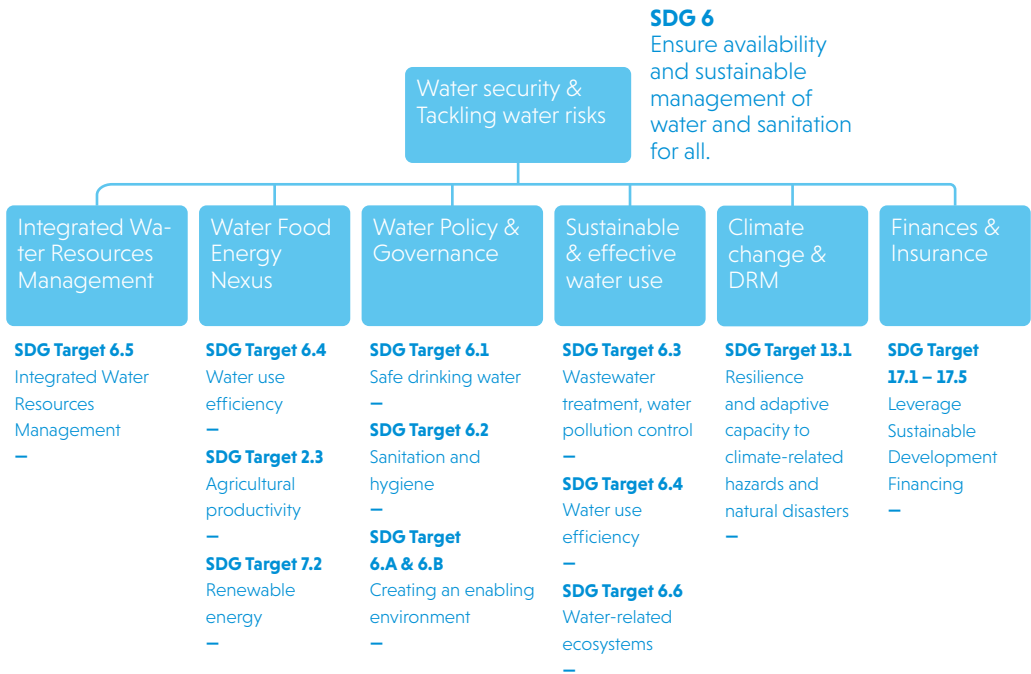 SDG 6
Ensure availability
and sustainable
management of
water and sanitation
for all.
Water security &
Tackling water risks
Integrated Wa-
ter Resources
Management
Water Food
Energy
Nexus
Water Policy &
Governance
Sustainable
& effective
water use
Climate
change &
DRM
Finances &
Insurance
SDG Target 6.5
Integrated Water
Resources
Management
—
SDG Target 6.4
Water use
efficiency
—
SDG Target 2.3
Agricultural
productivity
—
SDG Target 7.2
Renewable
energy
—
SDG Target 6.1
Safe drinking water
—
SDG Target 6.2
Sanitation and
hygiene
—
SDG Target
6.A & 6.B
Creating an enabling
environment
—
SDG Target 6.3
Wastewater
treatment, water
pollution control
—
SDG Target 6.4
Water use
efficiency
—
SDG Target 6.6
Water-related
ecosystems
—
SDG Target 13.1
Resilience
and adaptive
capacity to
climate-related
hazards and
natural disasters
—
SDG Target
17.1 – 17.5
Leverage
Sustainable
Development
Financing
—